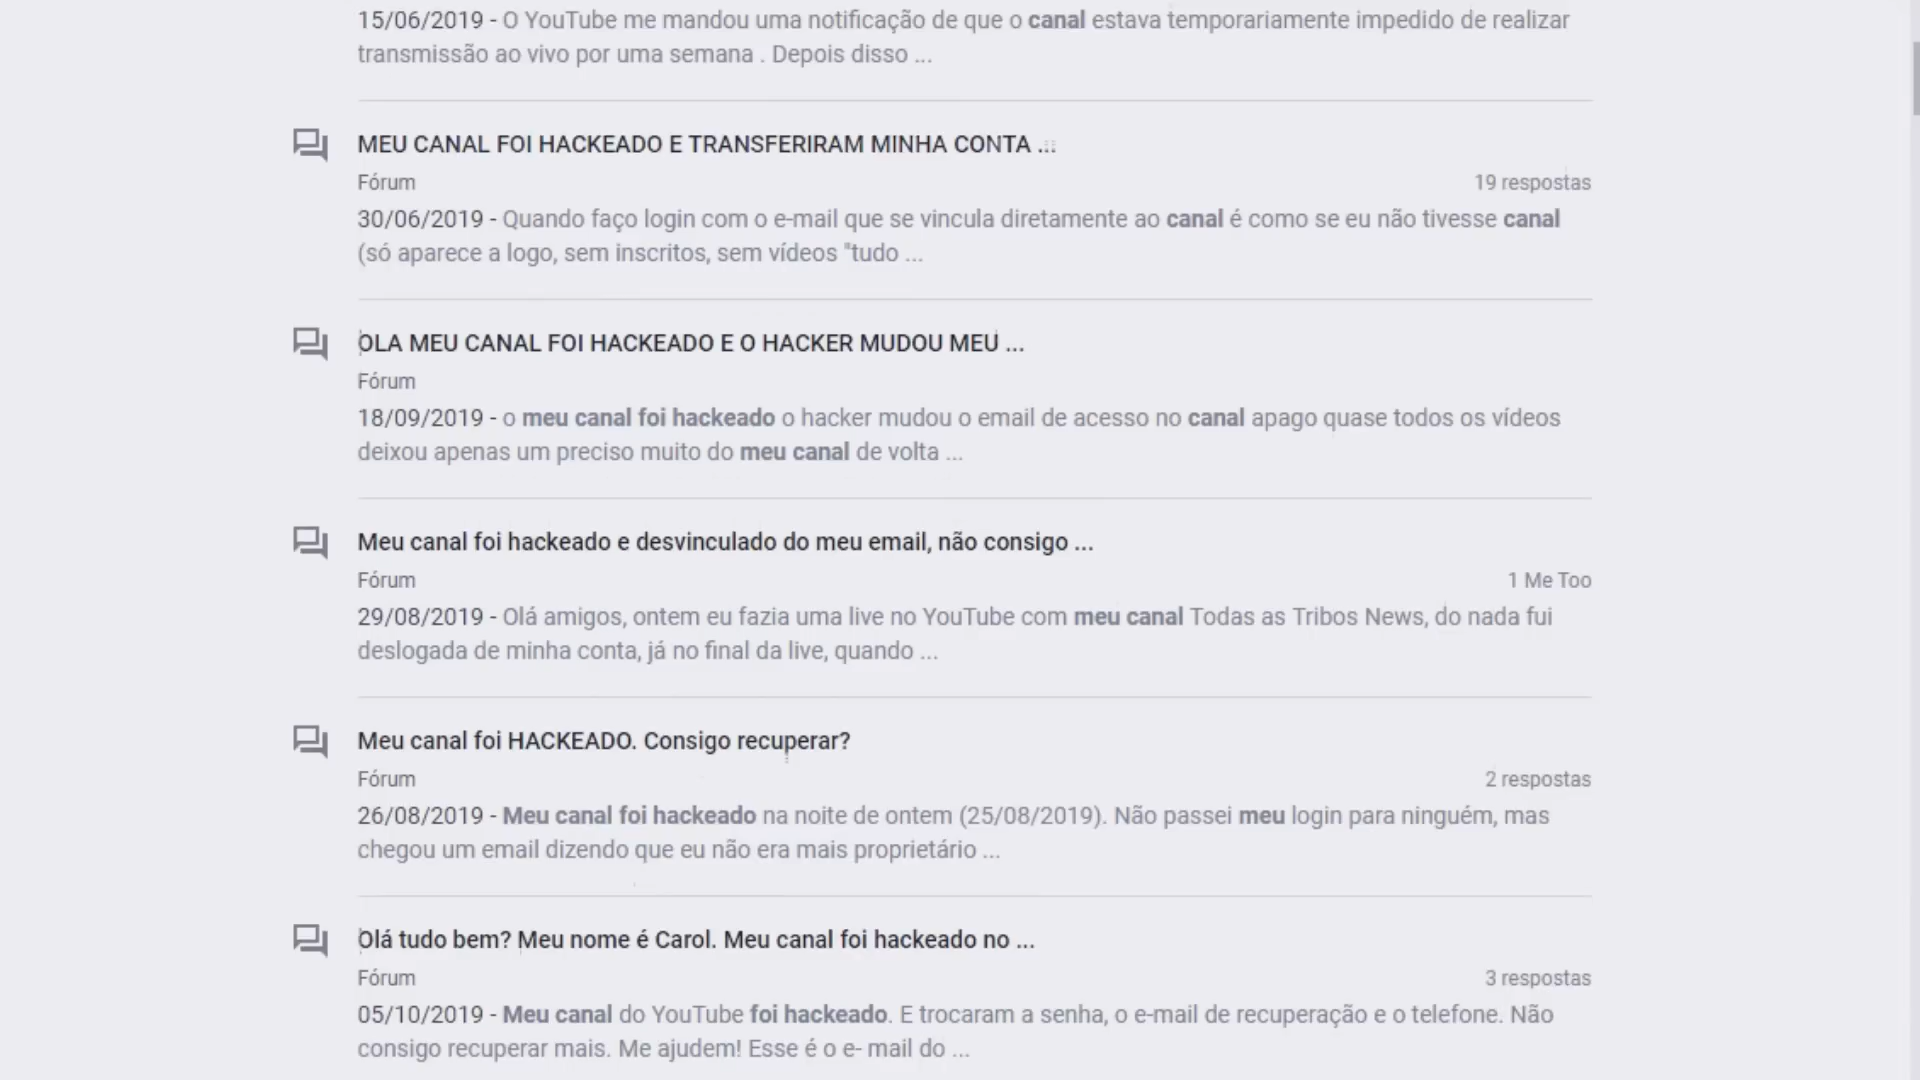 15/06/2019 - O YouTube me mandou uma notificação de que o canal estava temporariamente impedido de realizar
transmissão ao vivo por uma semana . Depois disso ...
MEU CANAL FOI HACKEADO E TRANSFERIRAM MINHA CONTA ...
Fórum
19 respostas
30/06/2019 - Quando faço login com o e-mail que se vincula diretamente ao canal é como se eu não tivesse canal
(só aparece a logo, sem inscritos, sem vídeos "tudo ...
OLA MEU CANAL FOI HACKEADO E O HACKER MUDOU MEU ...
Fórum
18/09/2019 - o meu canal foi hackeado o hacker mudou o email de acesso no canal apago quase todos os vídeos
deixou apenas um preciso muito do meu canal de volta ...
Meu canal foi hackeado e desvinculado do meu email, não consigo ...
Fórum
1 Me Too
29/08/2019 - Olá amigos, ontem eu fazia uma live no YouTube com meu canal Todas as Tribos News, do nada fui
deslogada de minha conta, já no final da live, quando ...
Meu canal foi HACKEADO. Consigo recuperar?
Fórum
2 respostas
26/08/2019 - Meu canal foi hackeado na noite de ontem (25/08/2019). Não passei meu login para ninguém, mas
chegou um email dizendo que eu não era mais proprietário ...
Olá tudo bem? Meu nome é Carol. Meu canal foi hackeado no ...
Fórum
3 respostas
05/10/2019 - Meu canal do YouTube foi hackeado. E trocaram a senha, o e-mail de recuperação e o telefone. Não
consigo recuperar mais. Me ajudem! Esse é o e- mail do ...